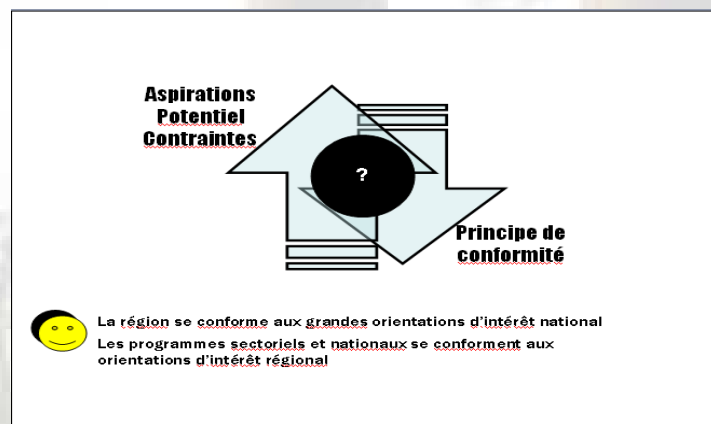 Aspirations
Potentiel
Contraintes
?
Principe de
conformité
La région se conforme aux grandes orientations d'intérêt national
Les programmes sectoriels et nationaux se conforment aux
orientations d'intérêt régional